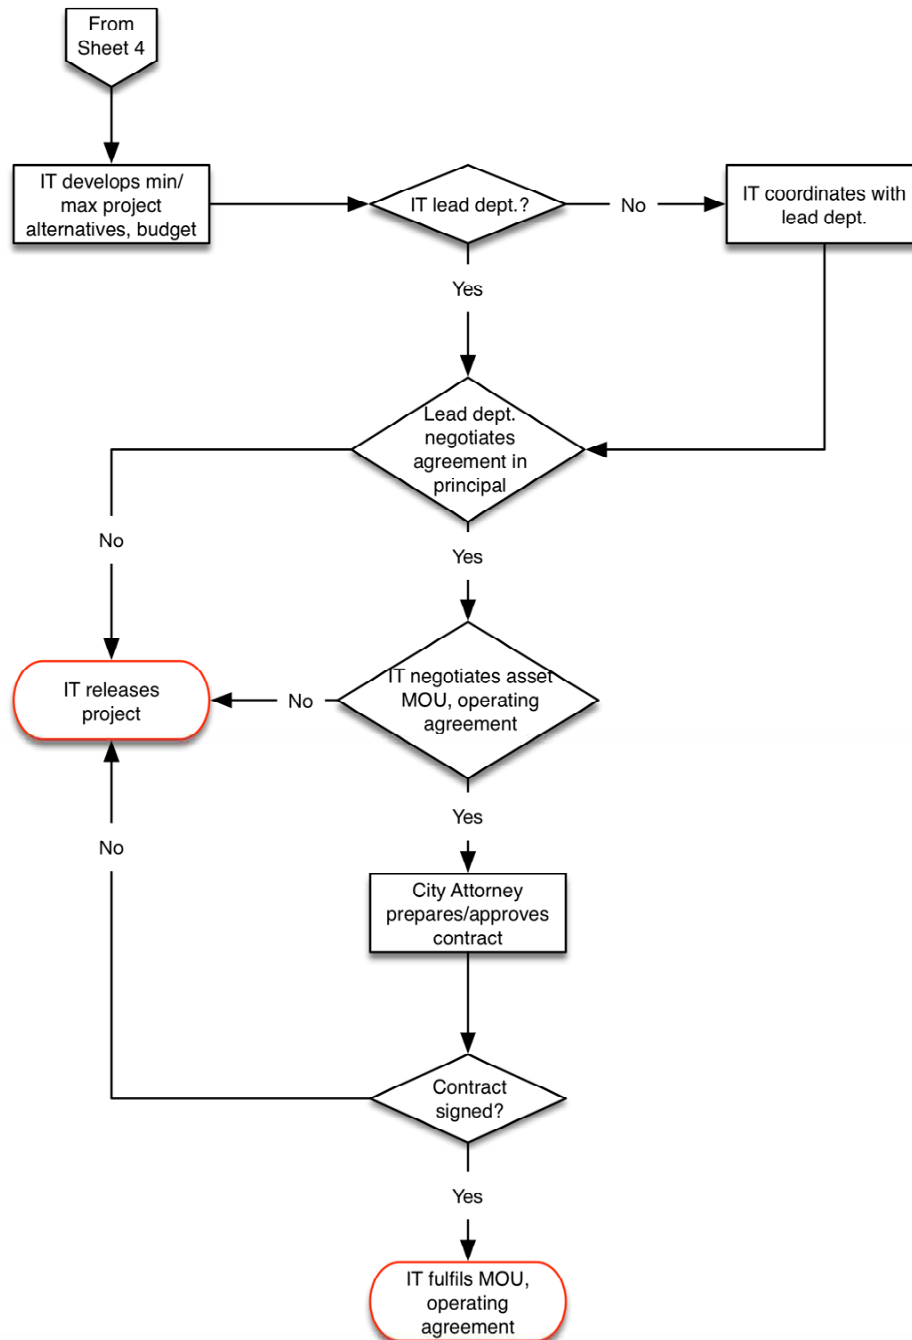 From
Sheet 4
IT develops min/
max project
alternatives, budget
IT lead dept.?
No
IT coordinates with
lead dept.
Yes
Lead dept.
negotiates
agreement in
principal
No
Yes
IT releases
project
No
IT negotiates asset
MOU, operating
agreement
Yes
No
City Attorney
prepares/approves
contract
Contract
signed?
Yes
IT fulfils MOU,
operating
agreement